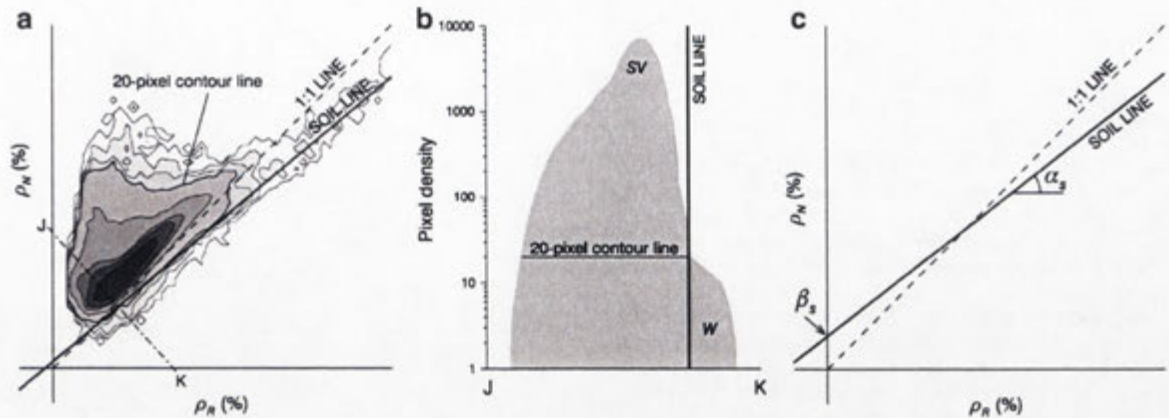 a
20-pixel contour line
1:1 LINE
SOIL LINE
ρN (%)
J
K
ρR (%)
b
10000
1000
100
10
1
Pixel density
SV
SOIL LINE
20-pixel contour line
W
J
K
c
1:1 LINE
SOIL LINE
αs
ρN (%)
βs
ρR (%)